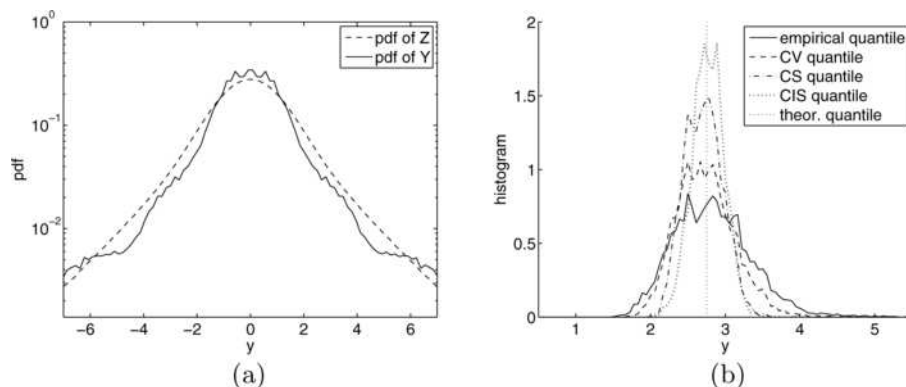 10^0
10^-1
10^-2
pdf
-6 -4 -2 0 2 4 6
y
pdf of Z
pdf of Y
(a)
2
1.5
1
0.5
0
histogram
1 2 3 4 5
y
empirical quantile
CV quantile
CS quantile
CIS quantile
theor. quantile
(b)